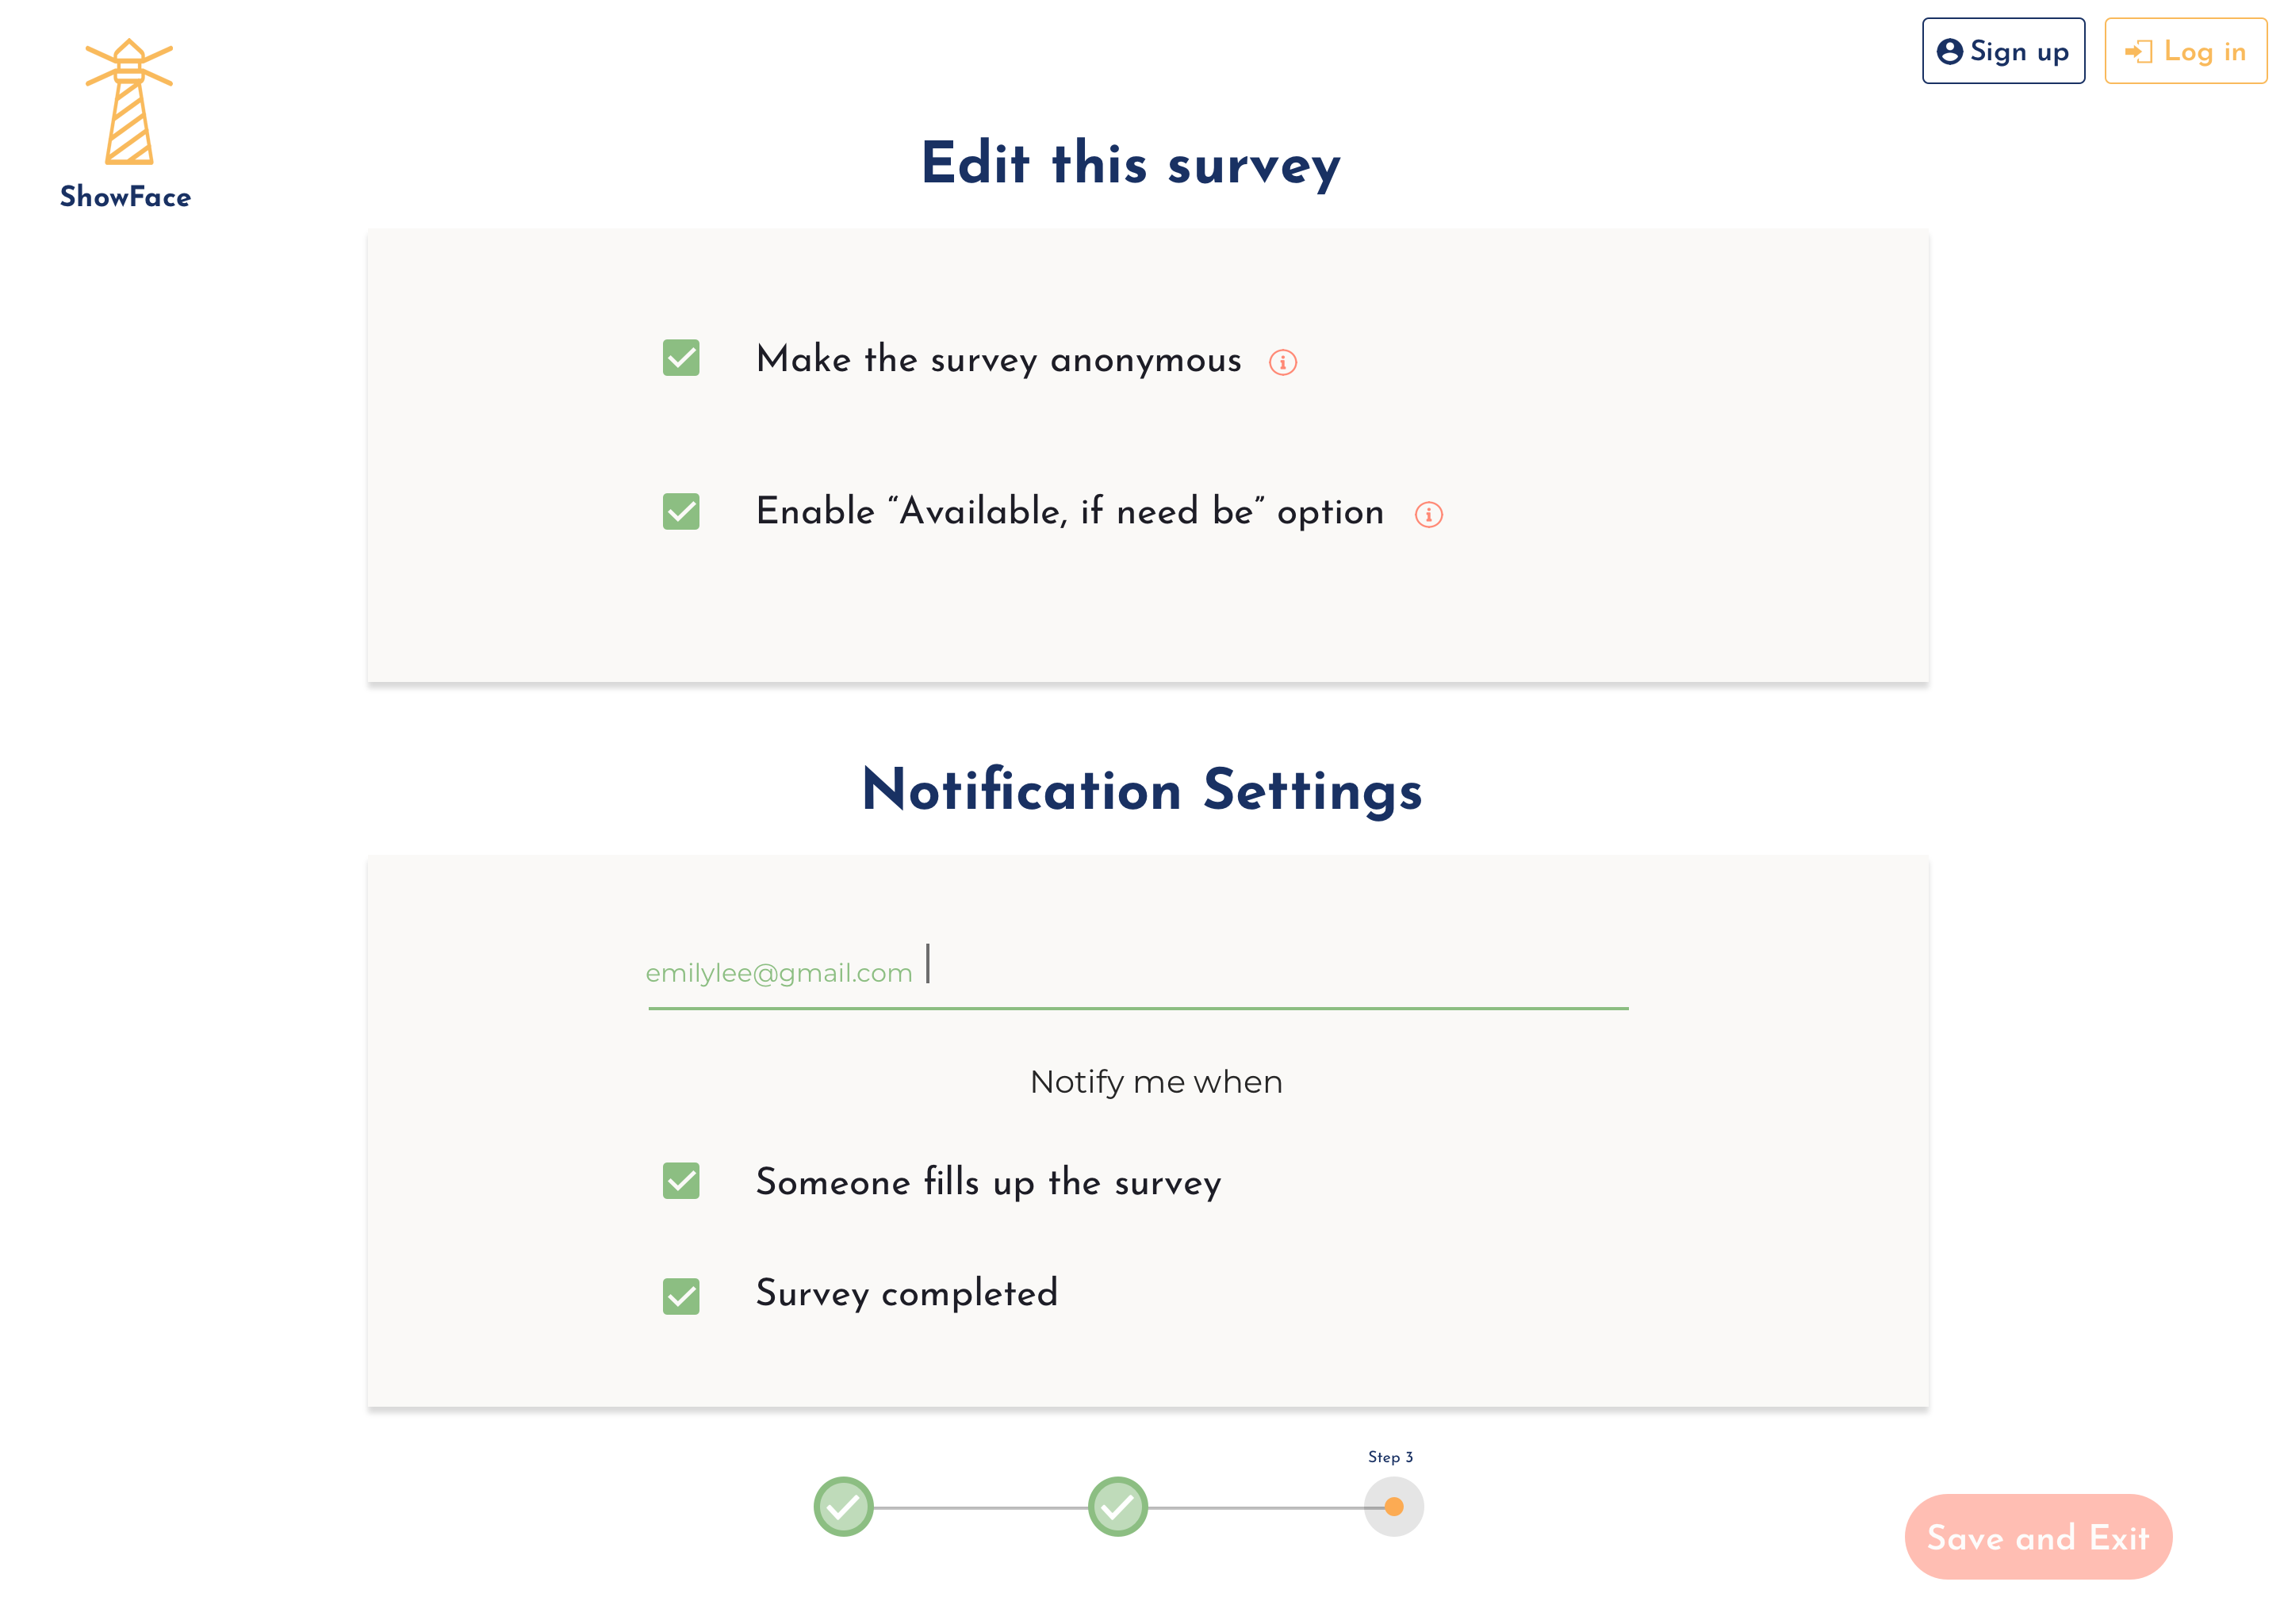 Sign up
Log in
ShowFace
Edit this survey
Make the survey anonymous
Enable “Available, if need be” option
Notification Settings
emilylee@gmail.com
Notify me when
Someone fills up the survey
Survey completed
Step 3
Save and Exit